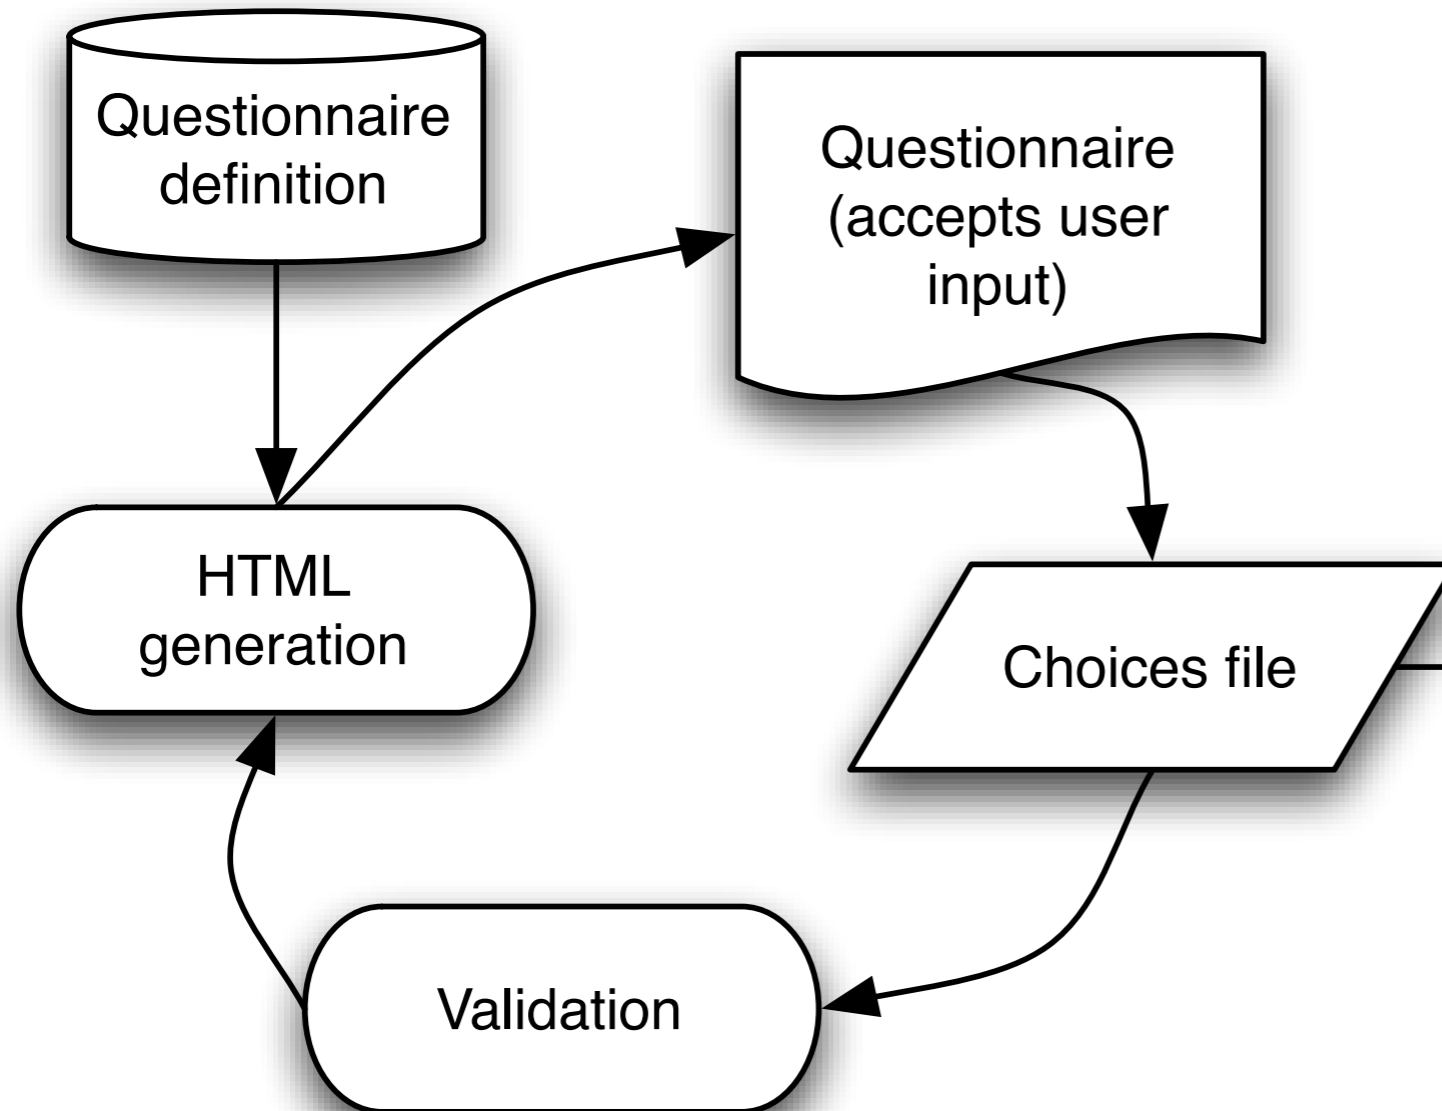 Questionnaire
definition
Questionnaire
(accepts user
input)
HTML
generation
Choices file
Validation